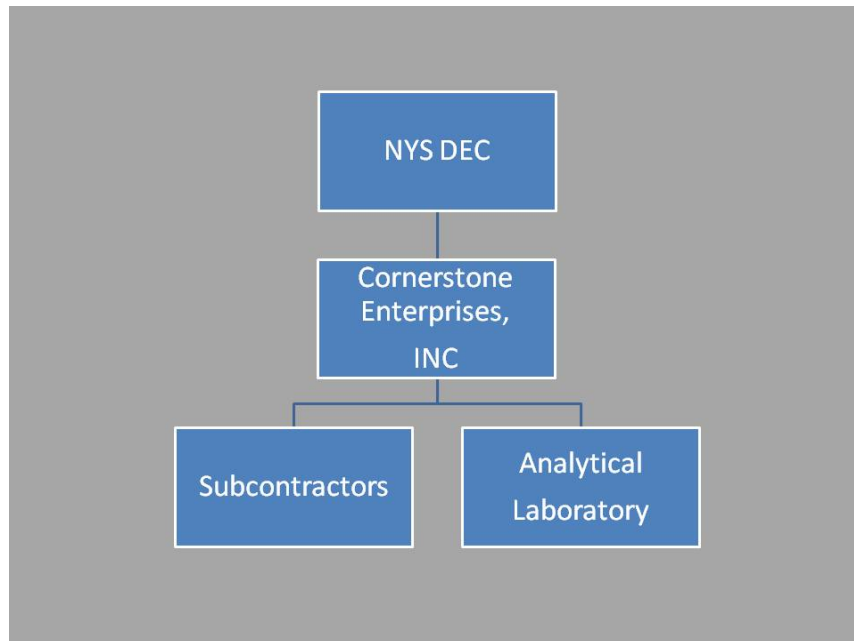 NYS DEC
Cornerstone
Enterprises,
INC
Subcontractors
Analytical
Laboratory